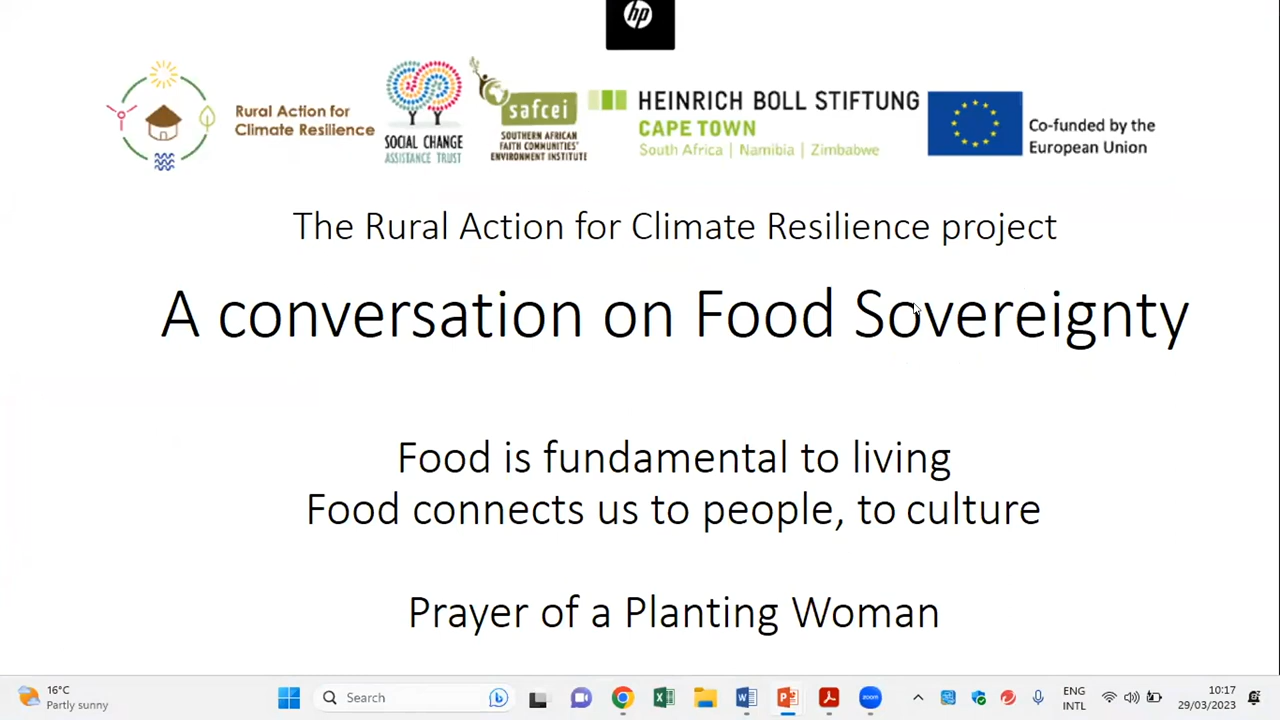 hp
Rural Action for
Climate Resilience
SOCIAL CHANGE
ASSISTANCE TRUST
safcei
SOUTHERN AFRICAN
FAITH COMMUNITIES'
ENVIRONMENT INSTITUTE
HEINRICH BOLL STIFTUNG
CAPE TOWN
South Africa | Namibia | Zimbabwe
Co-funded by the
European Union
The Rural Action for Climate Resilience project
A conversation on Food Sovereignty
Food is fundamental to living
Food connects us to people, to culture
Prayer of a Planting Woman
16°C
Partly sunny
Search
zoom
ENG
INTL
10:17
29/03/2023